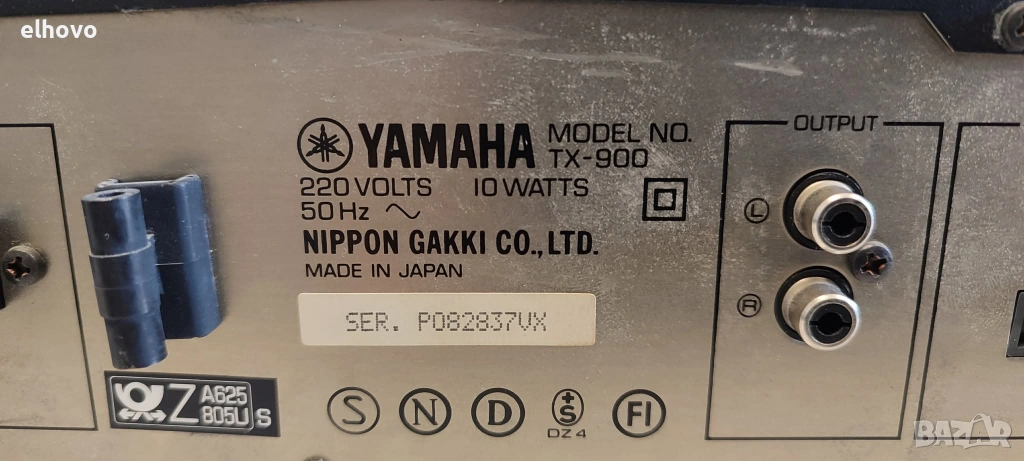 elhovo
YAMAHA MODEL NO. TX-900
220 VOLTS 10 WATTS
50 Hz
NIPPON GAKKI CO., LTD.
MADE IN JAPAN
SER. P082837VX
Z A625 805U S
S N D +S DZ 4 FI
OUTPUT
L
R
BAZAR